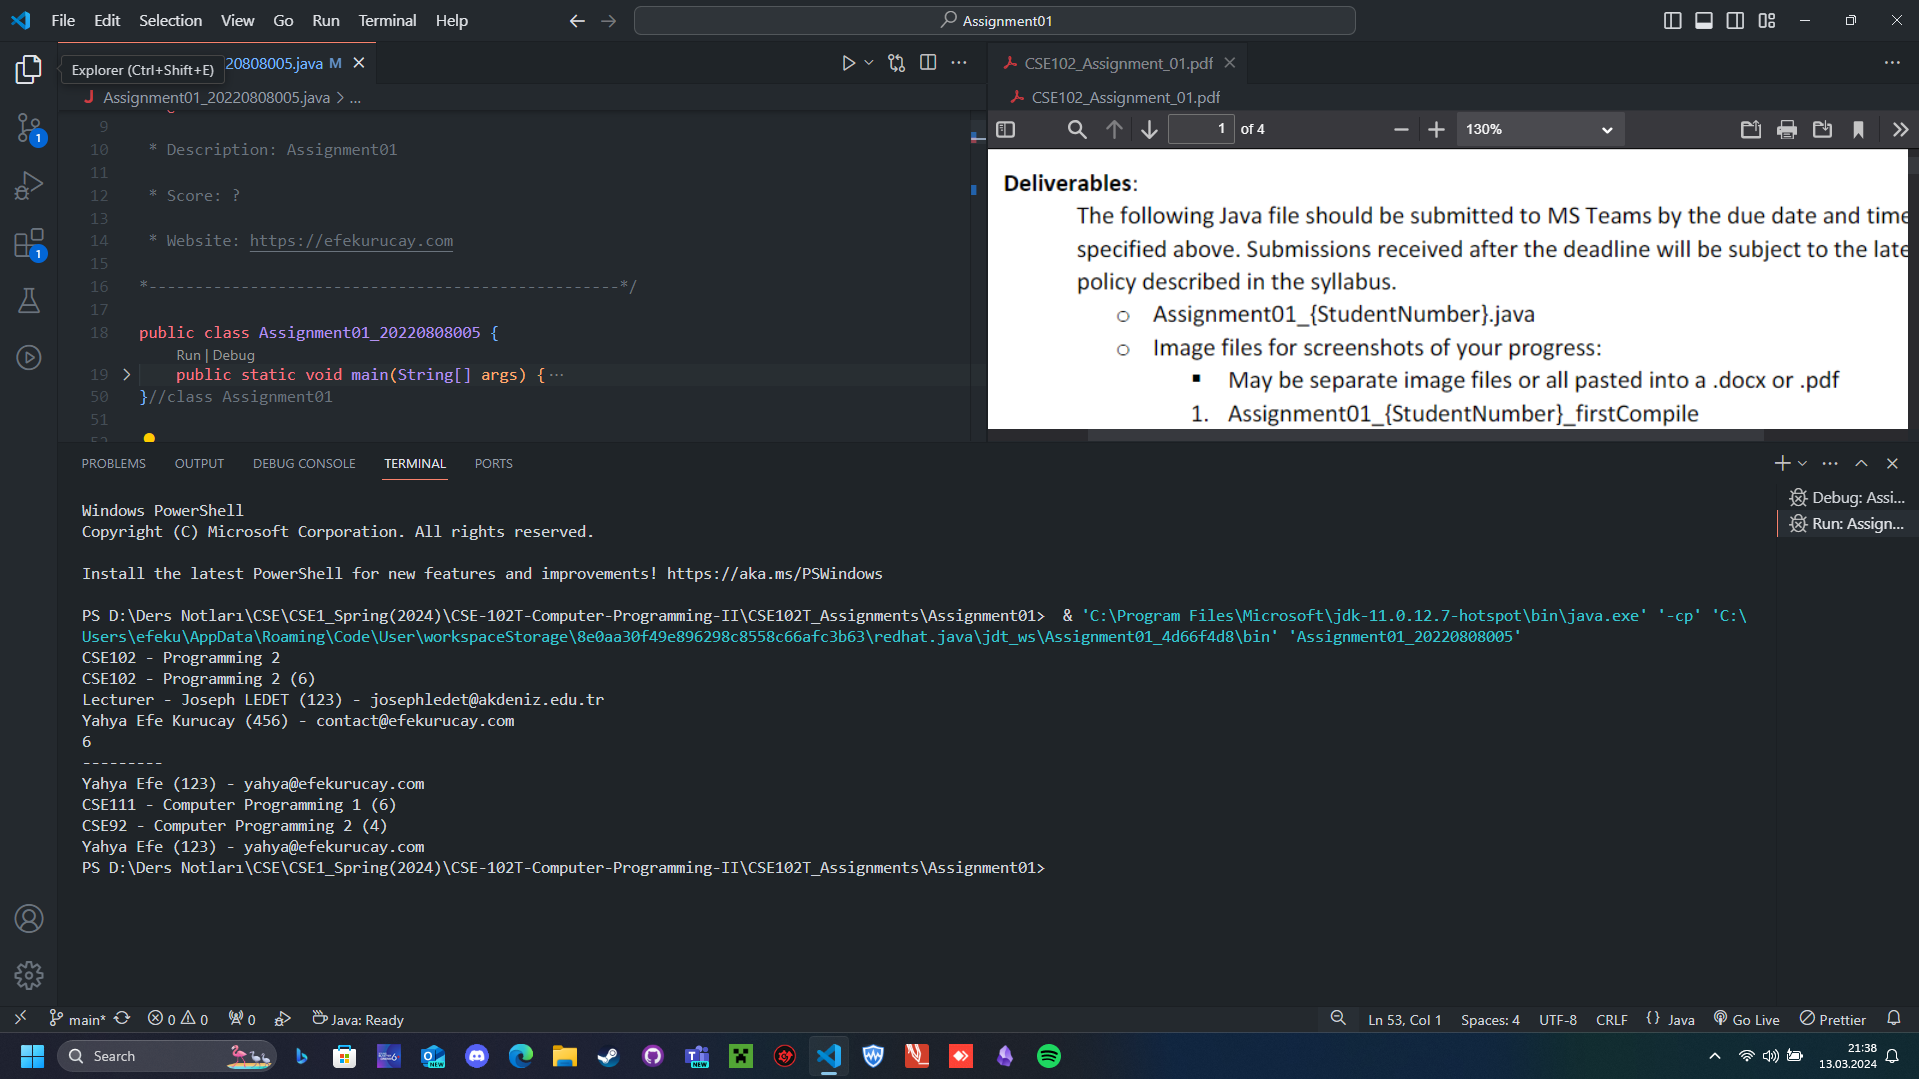 File Edit Selection View Go Run Terminal Help
Assignment01
Explorer (Ctrl+Shift+E)
20808005.java M
Assignment01_20220808005.java > ...
9
10 * Description: Assignment01
11
12 * Score: ?
13
14 * Website: https://efekurucay.com
15
16 *---------------------------------------------------*/
17
18 public class Assignment01_20220808005 {
Run | Debug
19 public static void main(String[] args) {...
50 }//class Assignment01
51
52
CSE102_Assignment_01.pdf
CSE102_Assignment_01.pdf
1 of 4
130%
Deliverables:
The following Java file should be submitted to MS Teams by the due date and time
specified above. Submissions received after the deadline will be subject to the late
policy described in the syllabus.
o Assignment01_{StudentNumber}.java
o Image files for screenshots of your progress:
▪ May be separate image files or all pasted into a .docx or .pdf
1. Assignment01_{StudentNumber}_firstCompile
PROBLEMS OUTPUT DEBUG CONSOLE TERMINAL PORTS
Debug: Assi...
Run: Assign...
Windows PowerShell
Copyright (C) Microsoft Corporation. All rights reserved.
Install the latest PowerShell for new features and improvements! https://aka.ms/PSWindows
PS D:\Ders Notları\CSE\CSE1_Spring(2024)\CSE-102T-Computer-Programming-II\CSE102T_Assignments\Assignment01>  & 'C:\Program Files\Microsoft\jdk-11.0.12.7-hotspot\bin\java.exe' '-cp' 'C:\
Users\efeku\AppData\Roaming\Code\User\workspaceStorage\8e0aa30f49e896298c8558c66afc3b63\redhat.java\jdt_ws\Assignment01_4d66f4d8\bin' 'Assignment01_20220808005'
CSE102 - Programming 2
CSE102 - Programming 2 (6)
Lecturer - Joseph LEDET (123) - josephledet@akdeniz.edu.tr
Yahya Efe Kurucay (456) - contact@efekurucay.com
6
---------
Yahya Efe (123) - yahya@efekurucay.com
CSE111 - Computer Programming 1 (6)
CSE92 - Computer Programming 2 (4)
Yahya Efe (123) - yahya@efekurucay.com
PS D:\Ders Notları\CSE\CSE1_Spring(2024)\CSE-102T-Computer-Programming-II\CSE102T_Assignments\Assignment01>
main* 0 0 0 Java: Ready
Ln 53, Col 1 Spaces: 4 UTF-8 CRLF {} Java Go Live Prettier
Search
21:38
13.03.2024